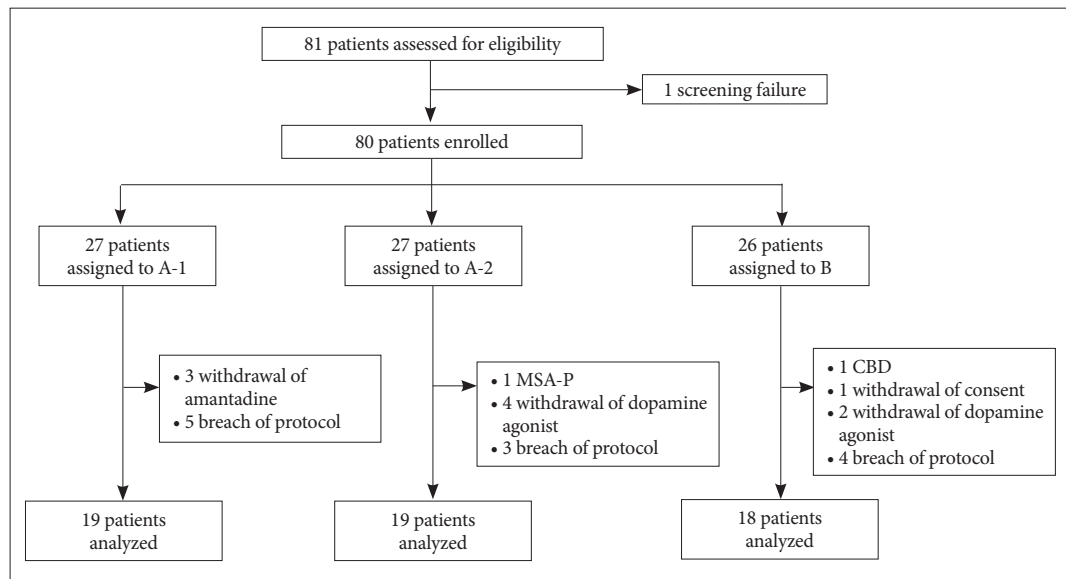 81 patients assessed for eligibility
1 screening failure
80 patients enrolled
27 patients
assigned to A-1
27 patients
assigned to A-2
26 patients
assigned to B
• 3 withdrawal of
amantadine
• 5 breach of protocol
• 1 MSA-P
• 4 withdrawal of dopamine
agonist
• 3 breach of protocol
• 1 CBD
• 1 withdrawal of consent
• 2 withdrawal of dopamine
agonist
• 4 breach of protocol
19 patients
analyzed
19 patients
analyzed
18 patients
analyzed